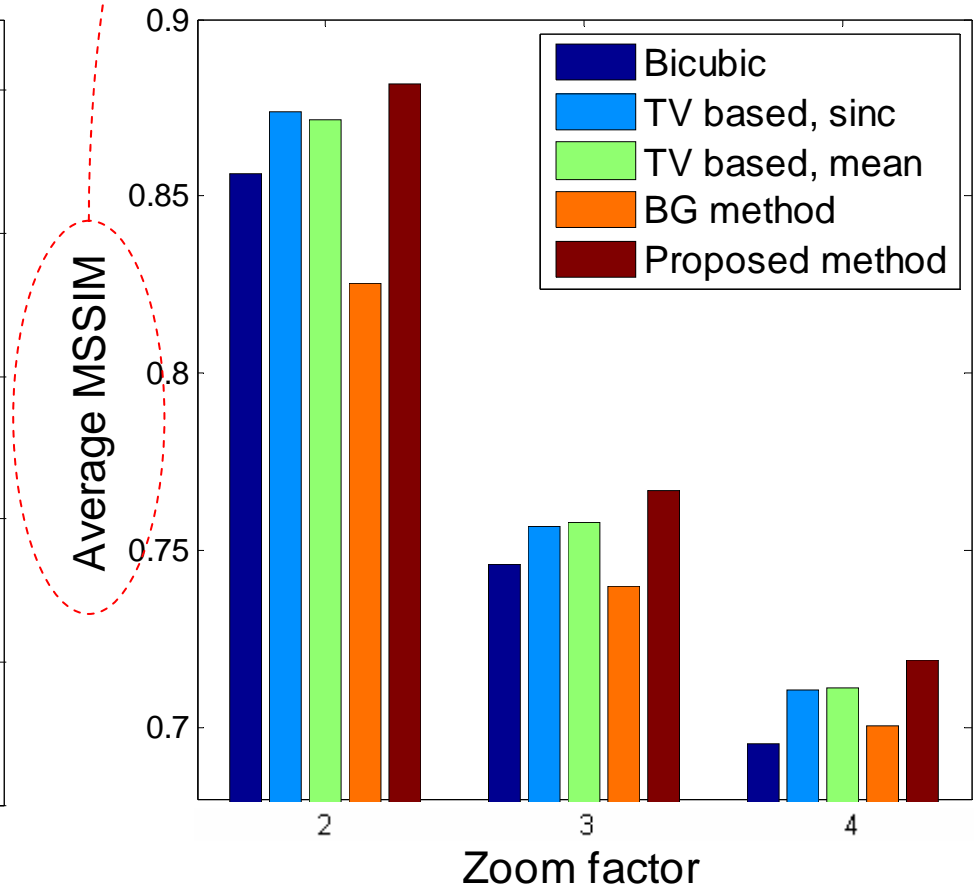 0.9
0.85
0.8
0.75
0.7
Average MSSIM
Bicubic
TV based, sinc
TV based, mean
BG method
Proposed method
2
3
4
Zoom factor